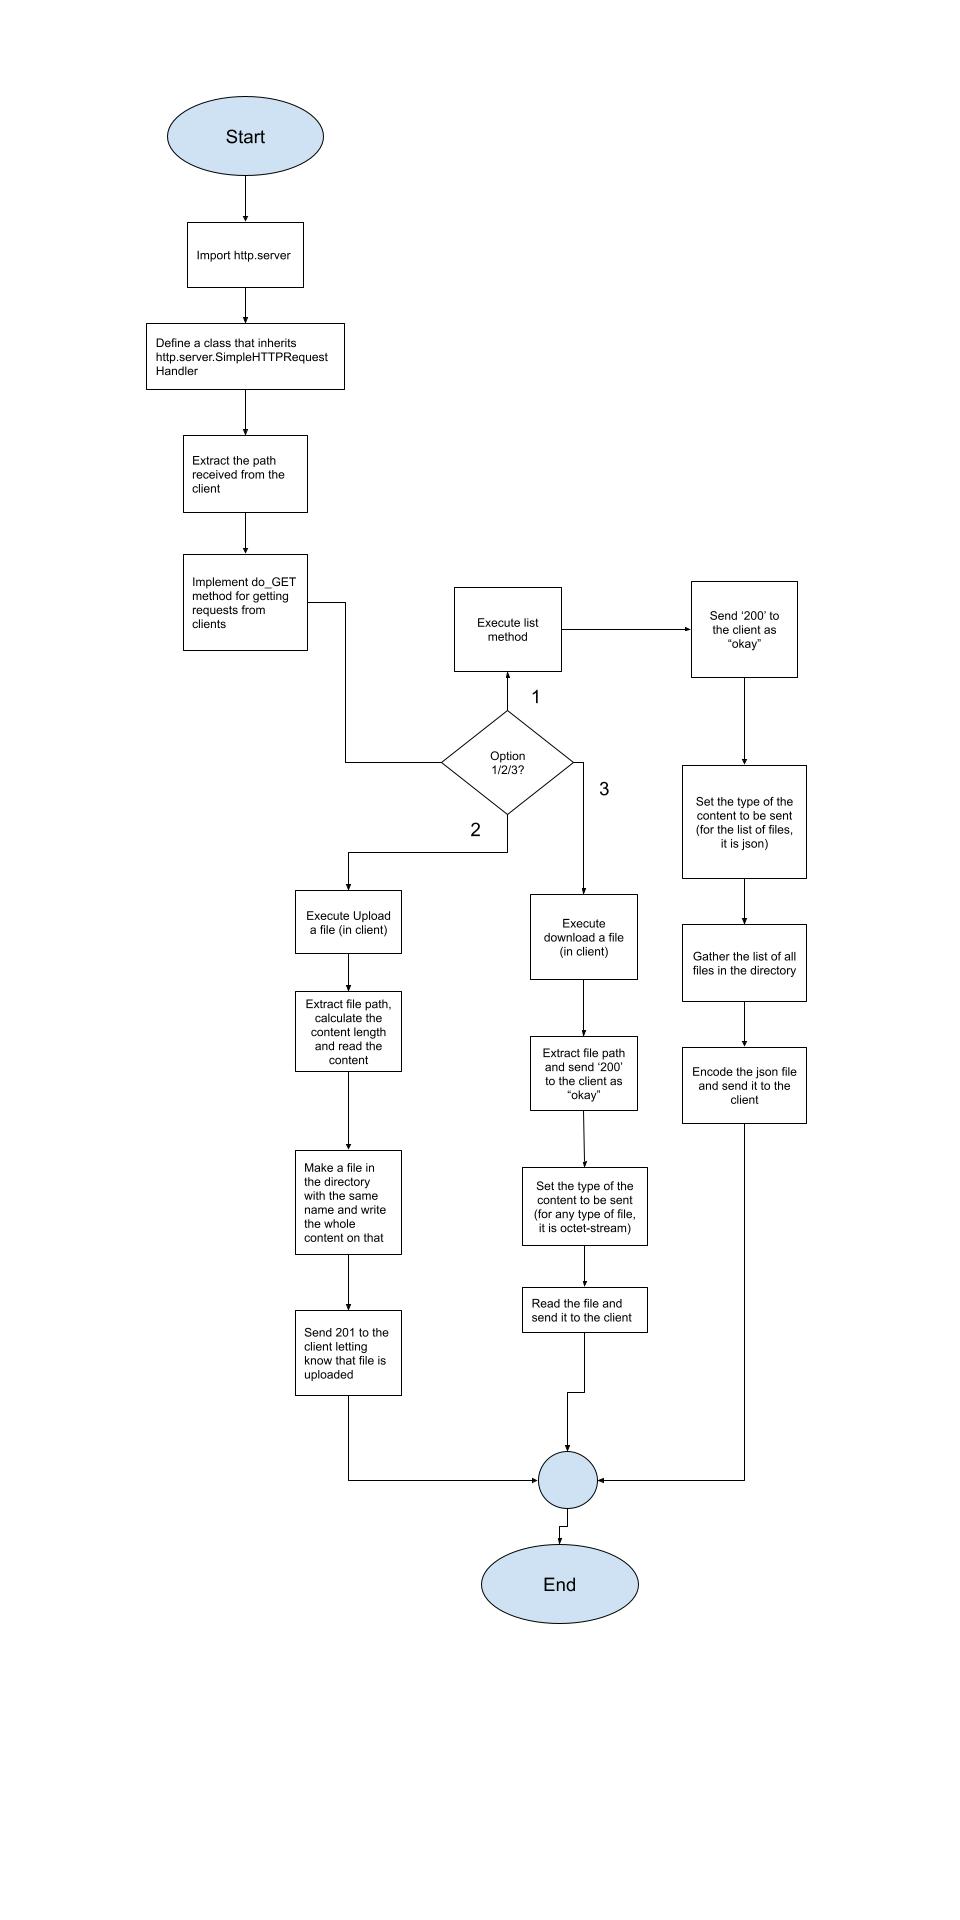 Start
Import http.server
Define a class that inherits
http.server.SimpleHTTPRequest
Handler
Extract the path
received from the
client
Implement do_GET
method for getting
requests from
clients
Option
1/2/3?
1
Execute list
method
Send ‘200’ to
the client as
“okay”
Set the type of the
content to be sent
(for the list of files,
it is json)
Gather the list of all
files in the directory
Encode the json file
and send it to the
client
2
Execute Upload
a file (in client)
Extract file path,
calculate the
content length
and read the
content
Make a file in
the directory
with the same
name and write
the whole
content on that
Send 201 to the
client letting
know that file is
uploaded
3
Execute
download a file
(in client)
Extract file path
and send ‘200’
to the client as
“okay”
Set the type of the
content to be sent
(for any type of file,
it is octet-stream)
Read the file and
send it to the client
End